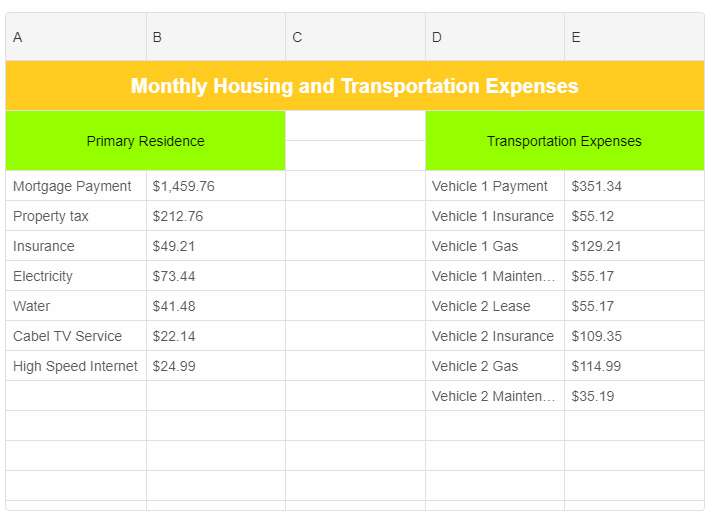 A B C D E
Monthly Housing and Transportation Expenses
Primary Residence Transportation Expenses
Mortgage Payment $1,459.76 Vehicle 1 Payment $351.34
Property tax $212.76 Vehicle 1 Insurance $55.12
Insurance $49.21 Vehicle 1 Gas $129.21
Electricity $73.44 Vehicle 1 Mainten… $55.17
Water $41.48 Vehicle 2 Lease $55.17
Cabel TV Service $22.14 Vehicle 2 Insurance $109.35
High Speed Internet $24.99 Vehicle 2 Gas $114.99
Vehicle 2 Mainten… $35.19